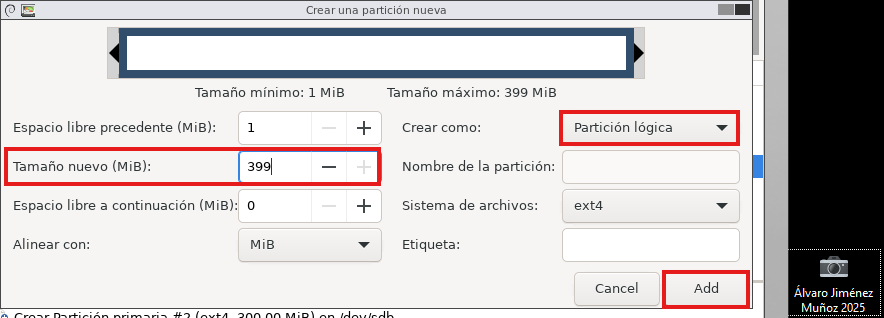 Crear una partición nueva
Tamaño mínimo: 1 MiB Tamaño máximo: 399 MiB
Espacio libre precedente (MiB): 1 Crear como: Partición lógica
Tamaño nuevo (MiB): 399 Nombre de la partición:
Espacio libre a continuación (MiB): 0 Sistema de archivos: ext4
Alinear con: MiB Etiqueta:
Cancel Add
Álvaro Jiménez
Muñoz 2025
Crear Partición primaria #2 (ext4, 300.00 MiB) en /dev/sdb